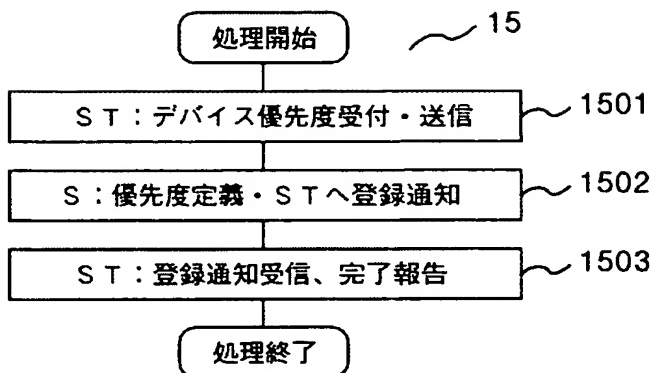 処理開始
15
ST:デバイス優先度受付・送信
1501
S:優先度定義・STへ登録通知
1502
ST:登録通知受信、完了報告
1503
処理終了